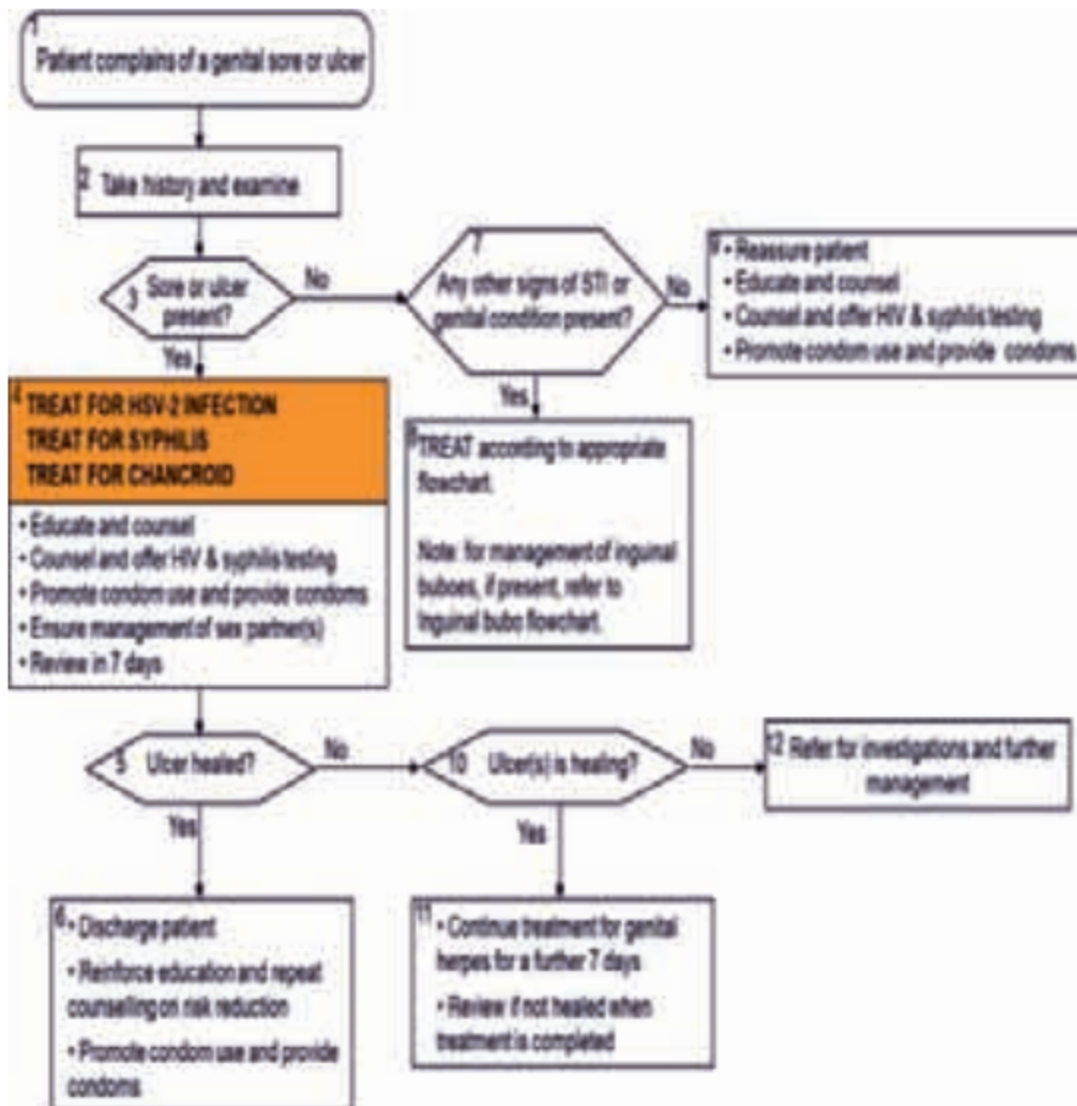 1
Patient complains of a genital sore or ulcer
2
Take history and examine
3
Sore or ulcer
present?
No
7
Any other signs of STI or
genital condition present?
No
9
• Reassure patient
• Educate and counsel
• Counsel and offer HIV & syphilis testing
• Promote condom use and provide condoms
Yes
Yes
4
TREAT FOR HSV-2 INFECTION
TREAT FOR SYPHILIS
TREAT FOR CHANCROID
• Educate and counsel
• Counsel and offer HIV & syphilis testing
• Promote condom use and provide condoms
• Ensure management of sex partner(s)
• Review in 7 days
8
TREAT according to appropriate
flowchart.
Note: for management of inguinal
buboes, if present, refer to
Inguinal bubo flowchart.
5
Ulcer healed?
No
10
Ulcer(s) is healing?
No
12
Refer for investigations and further
management
Yes
Yes
6
• Discharge patient
• Reinforce education and repeat
counselling on risk reduction
• Promote condom use and provide
condoms
11
• Continue treatment for genital
herpes for a further 7 days
• Review if not healed when
treatment is completed